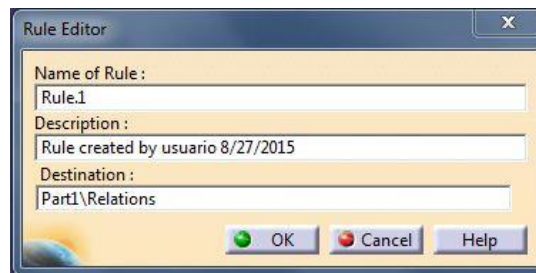 Rule Editor
X
Name of Rule :
Rule.1
Description :
Rule created by usuario 8/27/2015
Destination :
Part1\Relations
OK Cancel Help